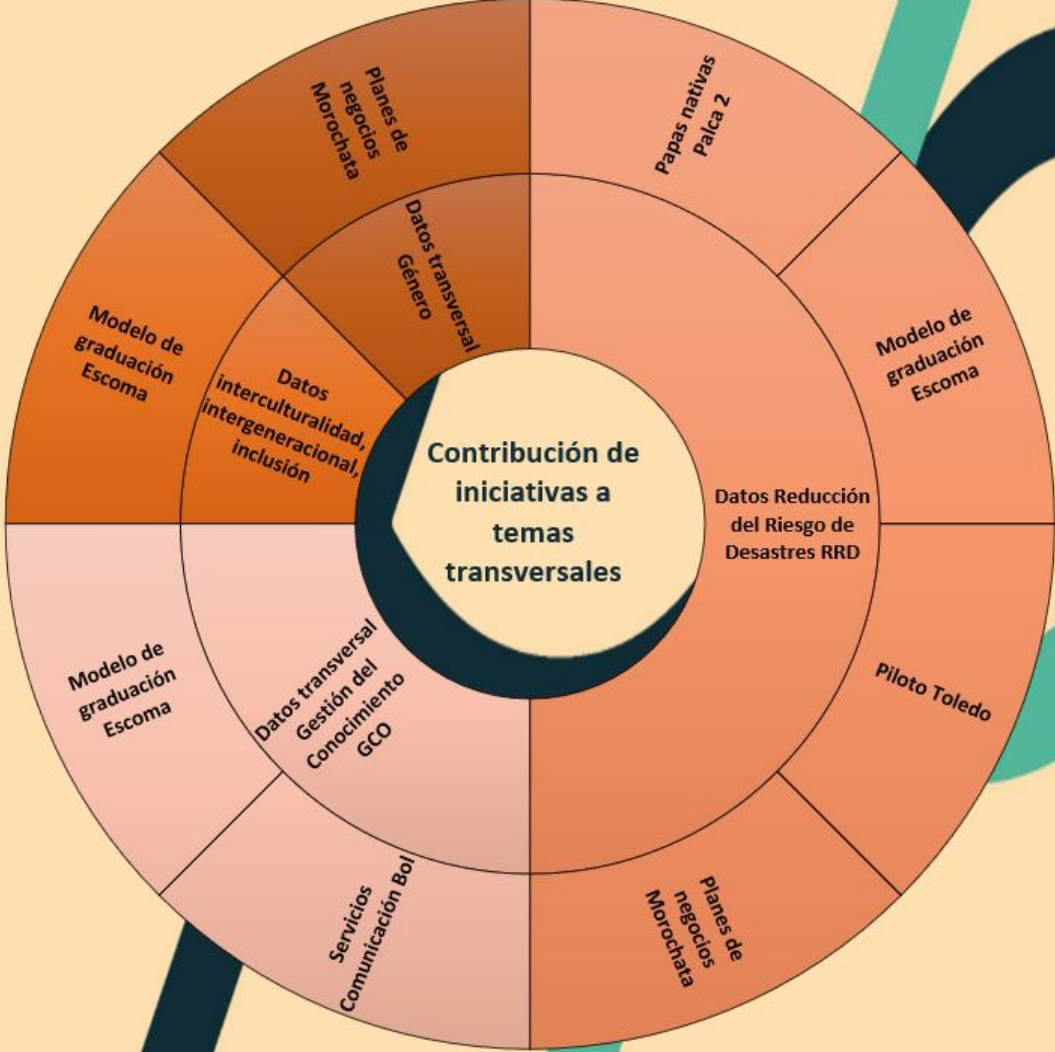 Contribución de
iniciativas a
temas
transversales
Datos Reducción
del Riesgo de
Desastres RRD
Papas nativas
Palca 2
Modelo de
graduación
Escoma
Piloto Toledo
Planes de
negocios
Morochata
Datos transversal
Gestión del
Conocimiento
GCO
Servicios
Comunicación Bol
Modelo de
graduación
Escoma
Datos
interculturalidad,
intergeneracional,
inclusión
Modelo de
graduación
Escoma
Datos transversal
Género
Planes de
negocios
Morochata